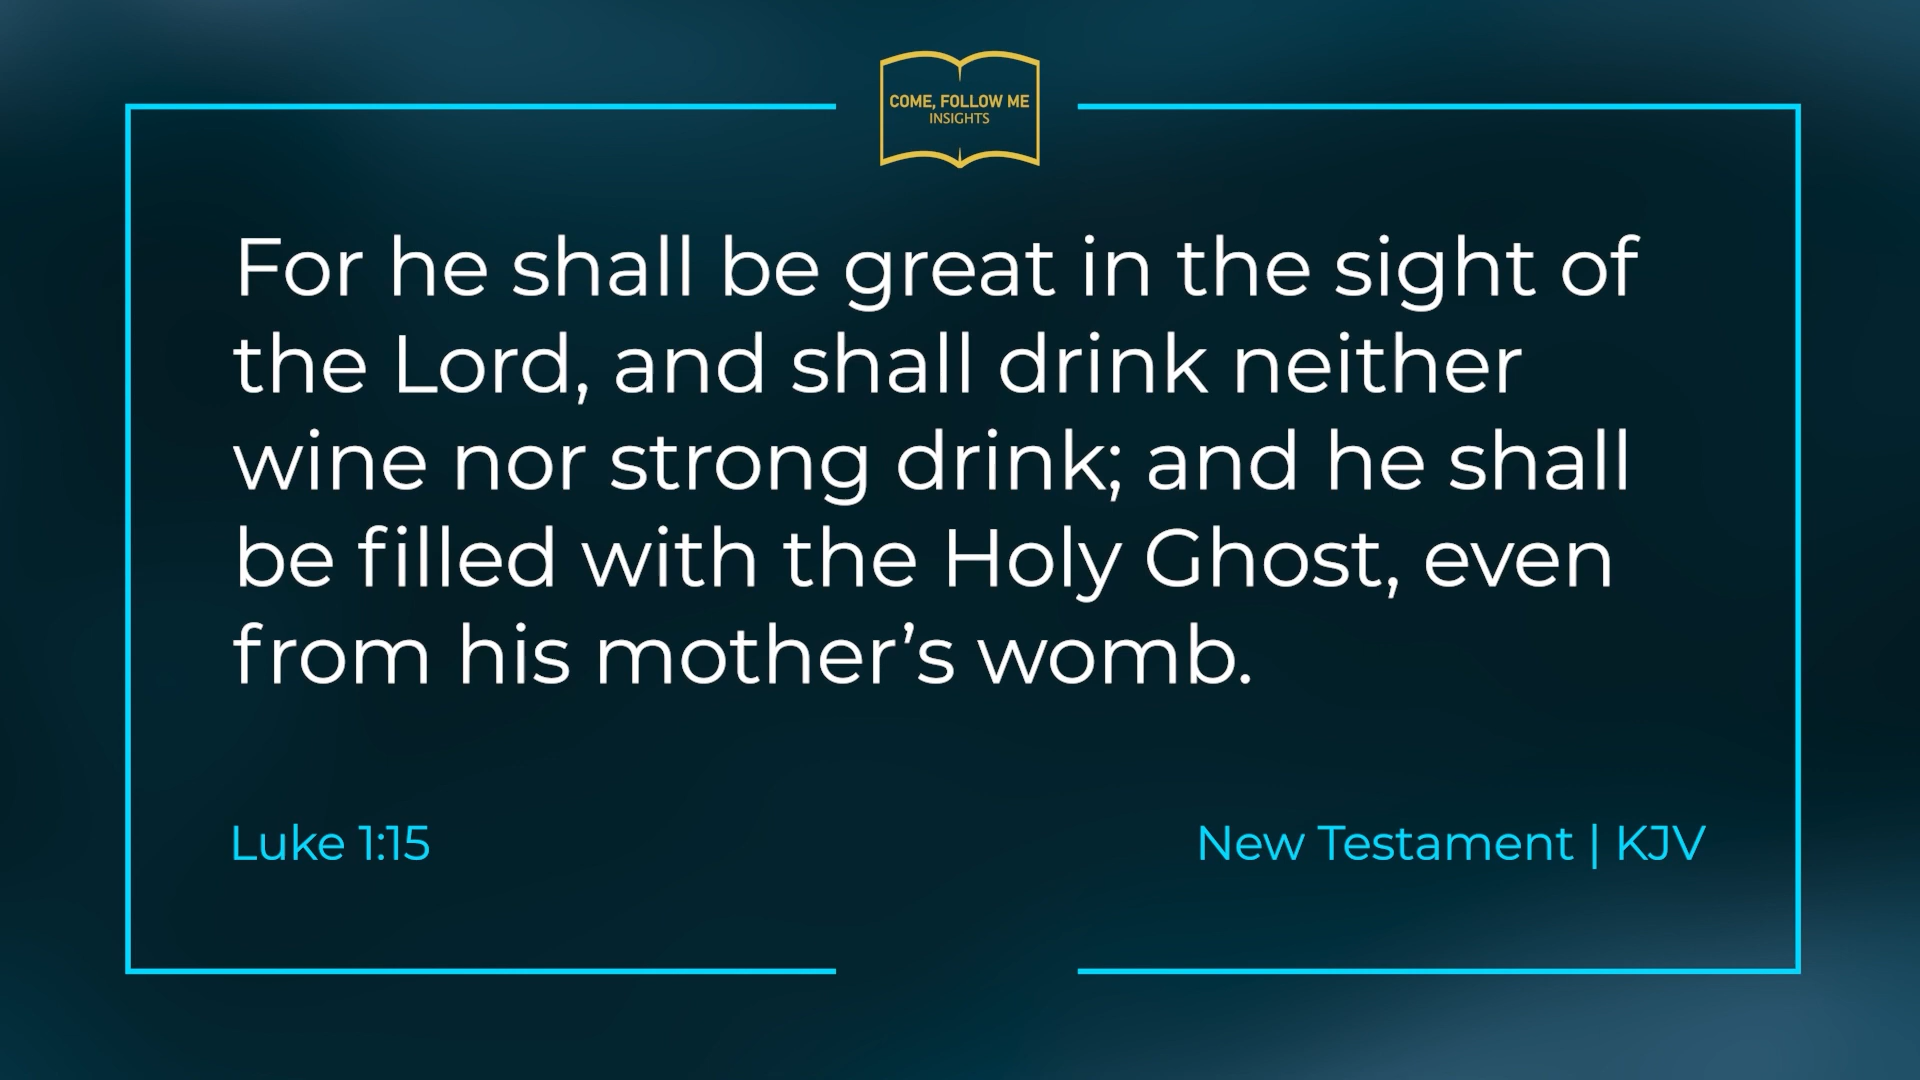 COME, FOLLOW ME
INSIGHTS
For he shall be great in the sight of
the Lord, and shall drink neither
wine nor strong drink; and he shall
be filled with the Holy Ghost, even
from his mother’s womb.
Luke 1:15
New Testament | KJV